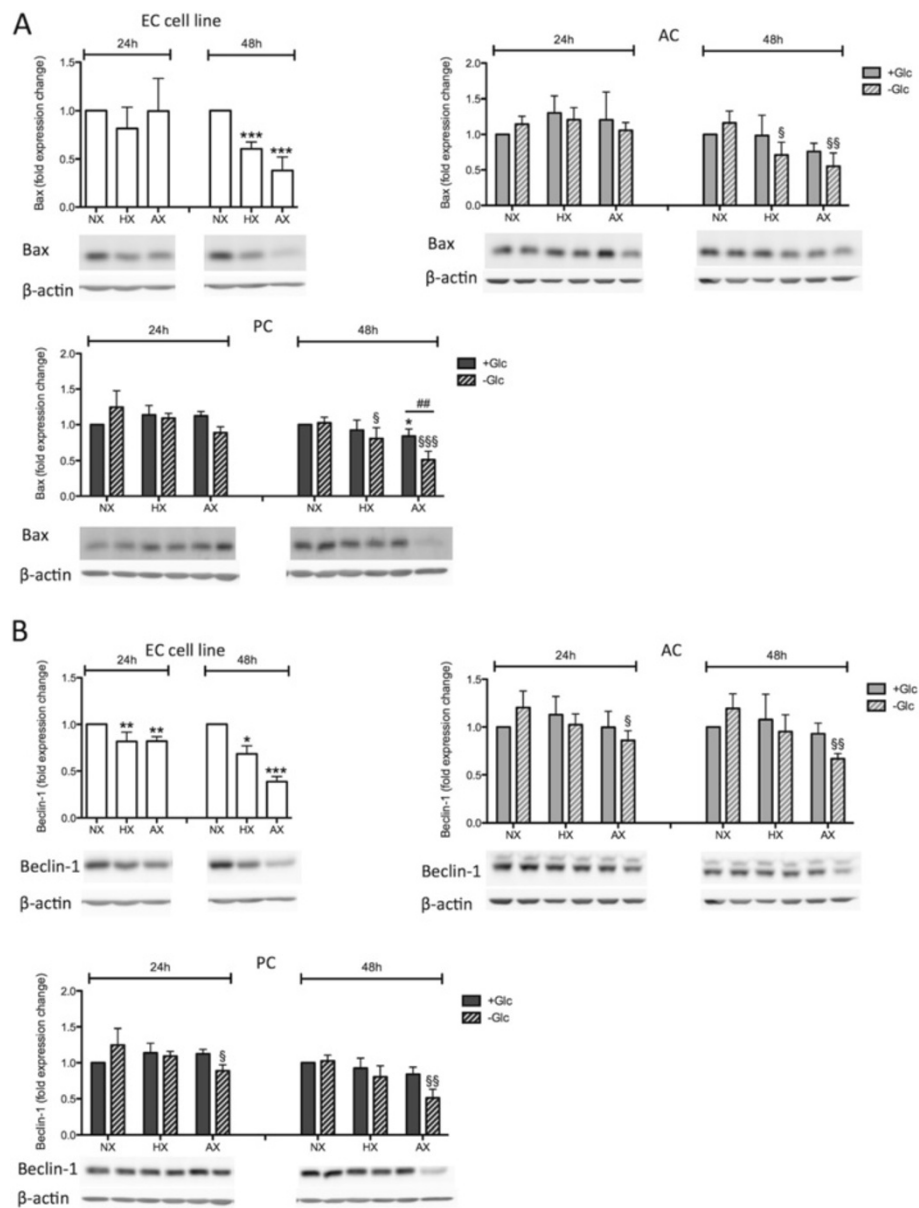 A
EC cell line
24h
48h
Bax (fold expression change)
1.5
1.0
0.5
0.0
***
***
NX
HX
AX
NX
HX
AX
Bax
β-actin
AC
24h
48h
+Glc
-Glc
Bax (fold expression change)
2.0
1.5
1.0
0.5
0.0
§
§§
NX
HX
AX
NX
HX
AX
Bax
β-actin
PC
24h
48h
+Glc
-Glc
Bax (fold expression change)
2.0
1.5
1.0
0.5
0.0
§
##
*
§§§
NX
HX
AX
NX
HX
AX
Bax
β-actin
B
EC cell line
24h
48h
Beclin-1 (fold expression change)
1.5
1.0
0.5
0.0
**
**
*
***
NX
HX
AX
NX
HX
AX
Beclin-1
β-actin
AC
24h
48h
+Glc
-Glc
Beclin-1 (fold expression change)
2.0
1.5
1.0
0.5
0.0
§
§§
NX
HX
AX
NX
HX
AX
Beclin-1
β-actin
PC
24h
48h
+Glc
-Glc
Beclin-1 (fold expression change)
2.0
1.5
1.0
0.5
0.0
§
§§
NX
HX
AX
NX
HX
AX
Beclin-1
β-actin